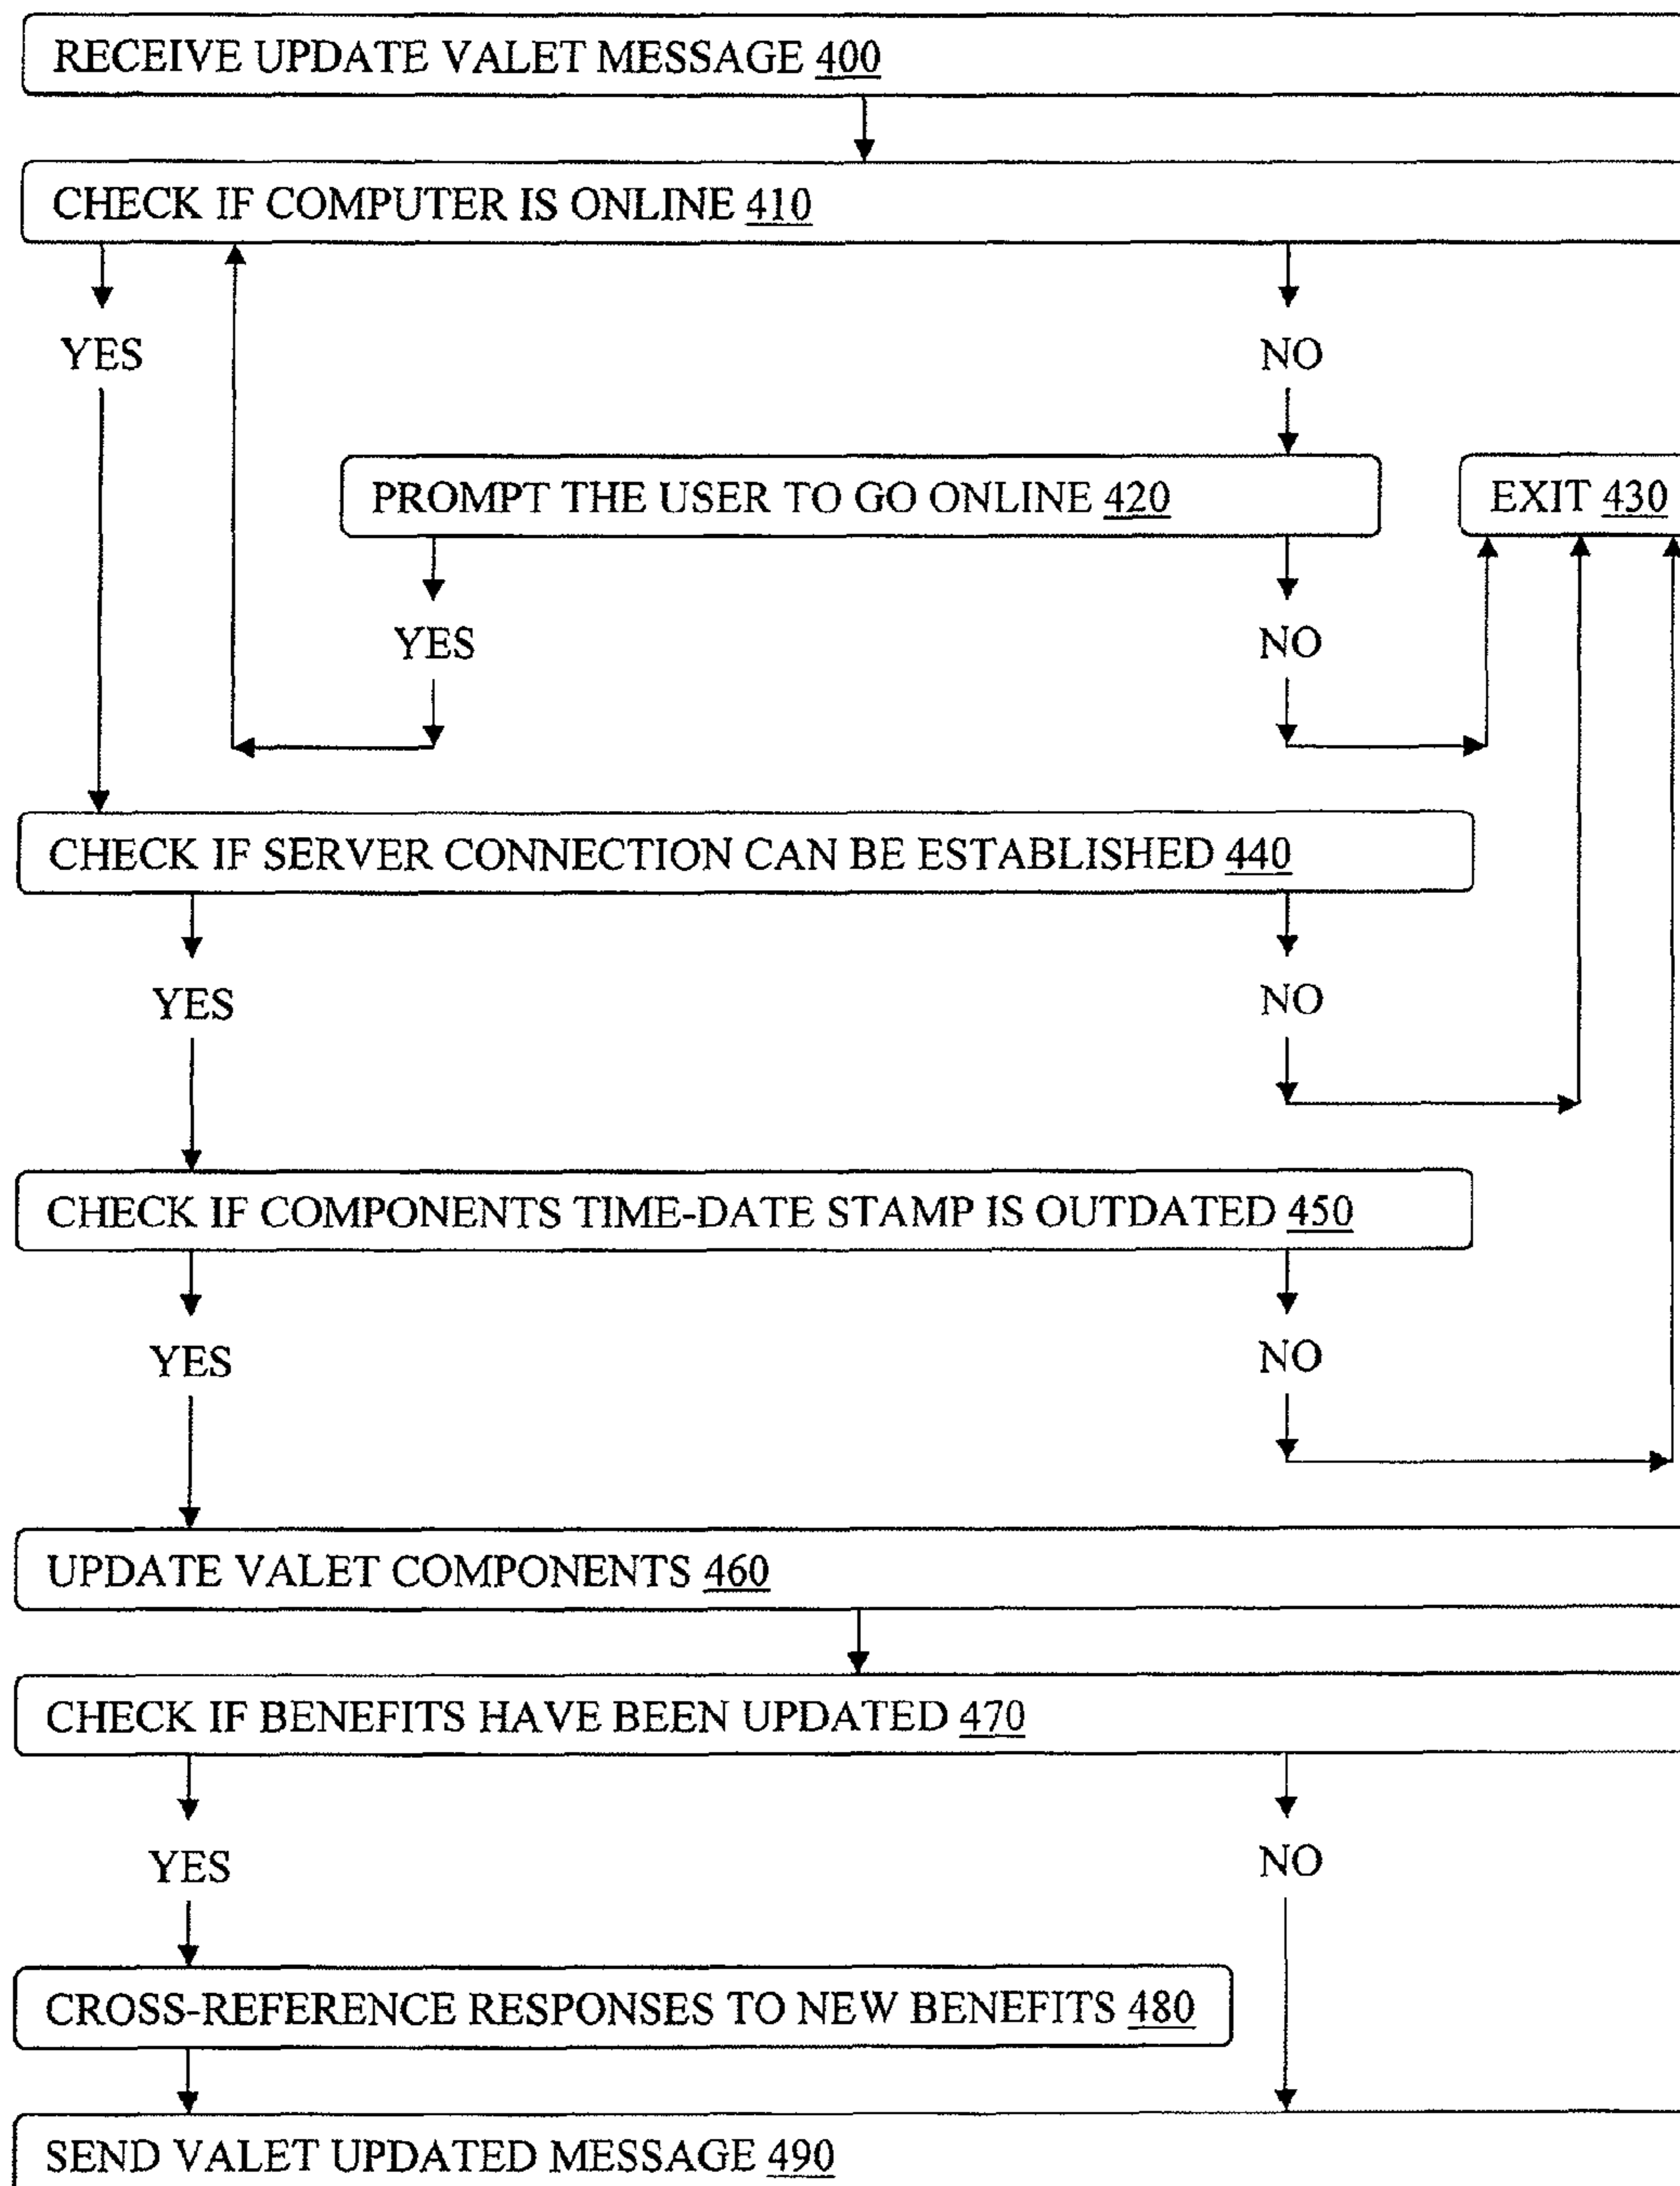 RECEIVE UPDATE VALET MESSAGE 400
CHECK IF COMPUTER IS ONLINE 410
YES
NO
PROMPT THE USER TO GO ONLINE 420
EXIT 430
YES
NO
CHECK IF SERVER CONNECTION CAN BE ESTABLISHED 440
YES
NO
CHECK IF COMPONENTS TIME-DATE STAMP IS OUTDATED 450
YES
NO
UPDATE VALET COMPONENTS 460
CHECK IF BENEFITS HAVE BEEN UPDATED 470
YES
NO
CROSS-REFERENCE RESPONSES TO NEW BENEFITS 480
SEND VALET UPDATED MESSAGE 490